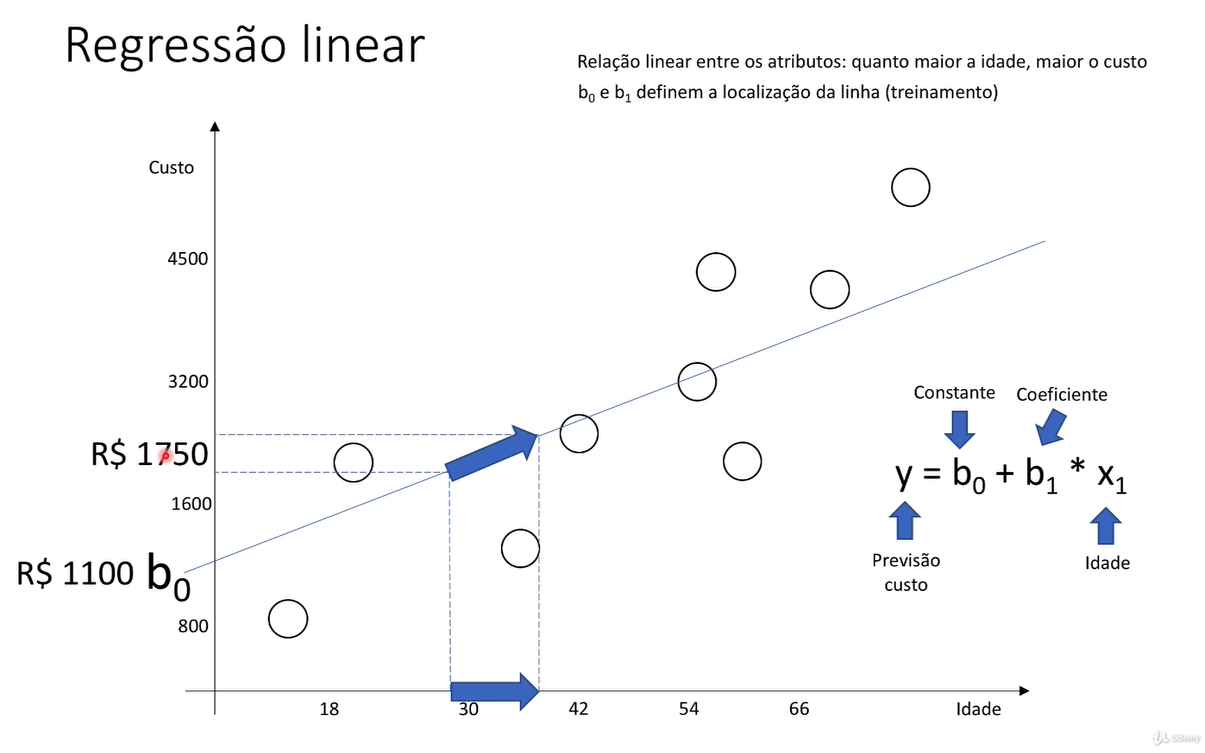 Regressão linear
Relação linear entre os atributos: quanto maior a idade, maior o custo
b₀ e b₁ definem a localização da linha (treinamento)
Custo
4500
3200
R$ 1750
1600
R$ 1100 b₀
800
18
30
42
54
66
Idade
Constante
Coeficiente
y = b₀ + b₁ * x₁
Previsão
custo
Idade
Udemy